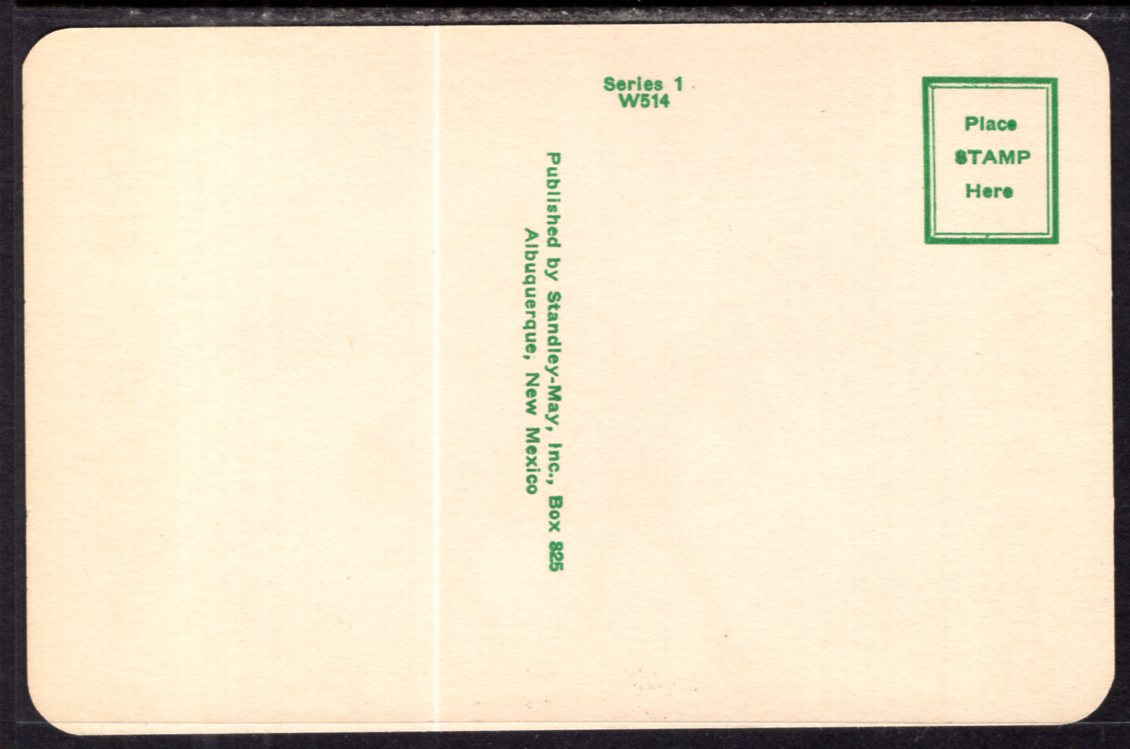 Series 1
W514
Place
STAMP
Here
Published by Standley-May, Inc., Box 825
Albuquerque, New Mexico